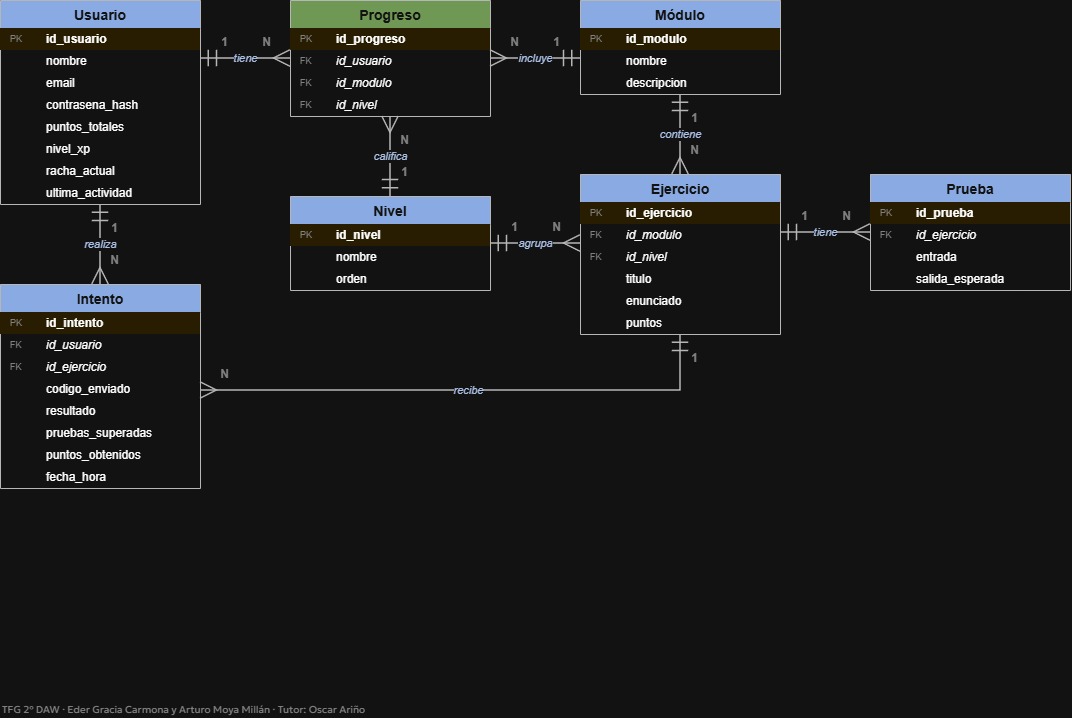 Usuario
PK id_usuario
nombre
email
contrasena_hash
puntos_totales
nivel_xp
racha_actual
ultima_actividad
1 tiene N
Progreso
PK id_progreso
FK id_usuario
FK id_modulo
FK id_nivel
N incluye 1
Módulo
PK id_modulo
nombre
descripcion
N
califica
1
1
contiene
N
Nivel
PK id_nivel
nombre
orden
1 agrupa N
Ejercicio
PK id_ejercicio
FK id_modulo
FK id_nivel
titulo
enunciado
puntos
1 tiene N
Prueba
PK id_prueba
FK id_ejercicio
entrada
salida_esperada
1
realiza
N
Intento
PK id_intento
FK id_usuario
FK id_ejercicio
codigo_enviado
resultado
pruebas_superadas
puntos_obtenidos
fecha_hora
N recibe 1
TFG 2º DAW · Eder Gracia Carmona y Arturo Moya Millán · Tutor: Oscar Ariño